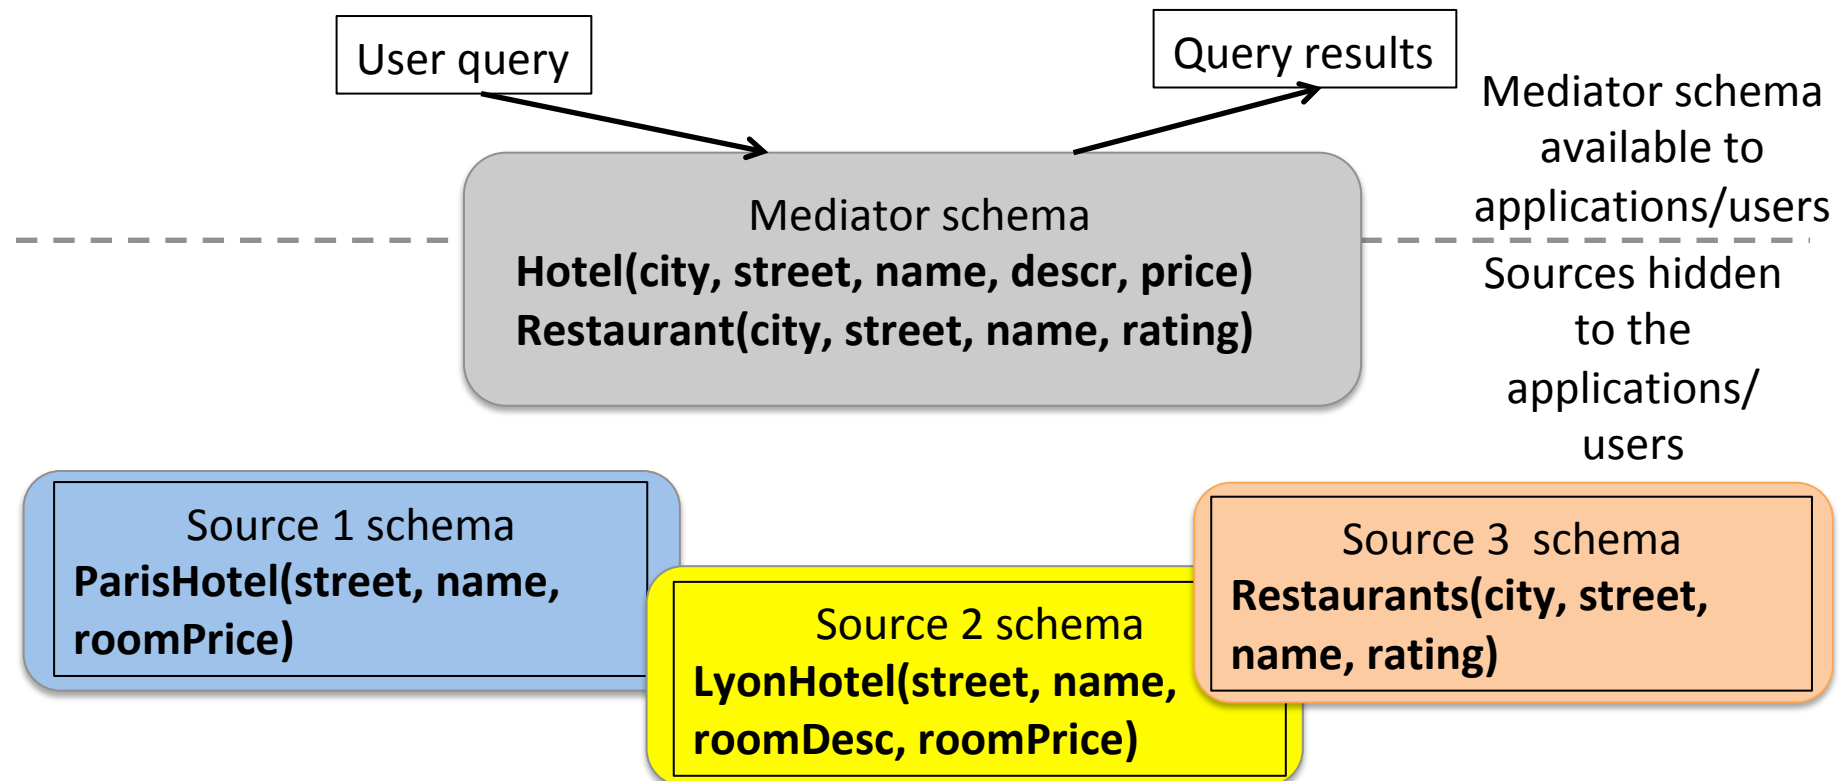 User query
Query results
Mediator schema
available to
applications/users
Mediator schema
Hotel(city, street, name, descr, price)
Restaurant(city, street, name, rating)
Sources hidden
to the
applications/
users
Source 1 schema
ParisHotel(street, name,
roomPrice)
Source 2 schema
LyonHotel(street, name,
roomDesc, roomPrice)
Source 3 schema
Restaurants(city, street,
name, rating)